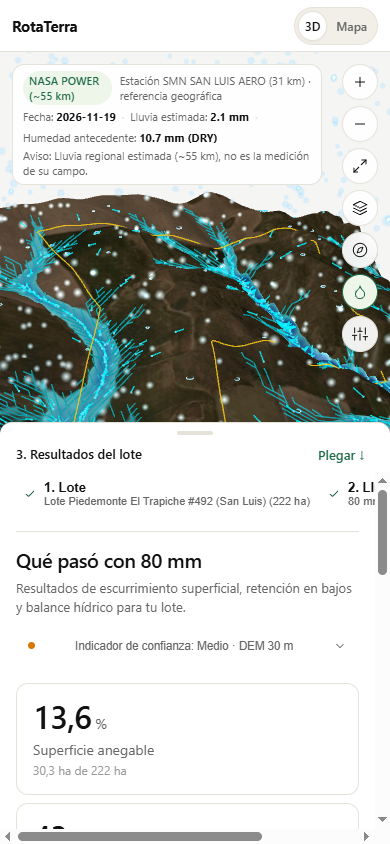 RotaTerra
3D
Mapa
NASA POWER
(~55 km)
Estación SMN SAN LUIS AERO (31 km) ·
referencia geográfica
Fecha: 2026-11-19 · Lluvia estimada: 2.1 mm ·
Humedad antecedente: 10.7 mm (DRY)
Aviso: Lluvia regional estimada (~55 km), no es la medición
de su campo.
3. Resultados del lote
Plegar ↓
1. Lote
Lote Piedemonte El Trapiche #492 (San Luis) (222 ha)
2. Ll
80 m
Qué pasó con 80 mm
Resultados de escurrimiento superficial, retención en bajos
y balance hídrico para tu lote.
Indicador de confianza: Medio · DEM 30 m
13,6 %
Superficie anegable
30,3 ha de 222 ha